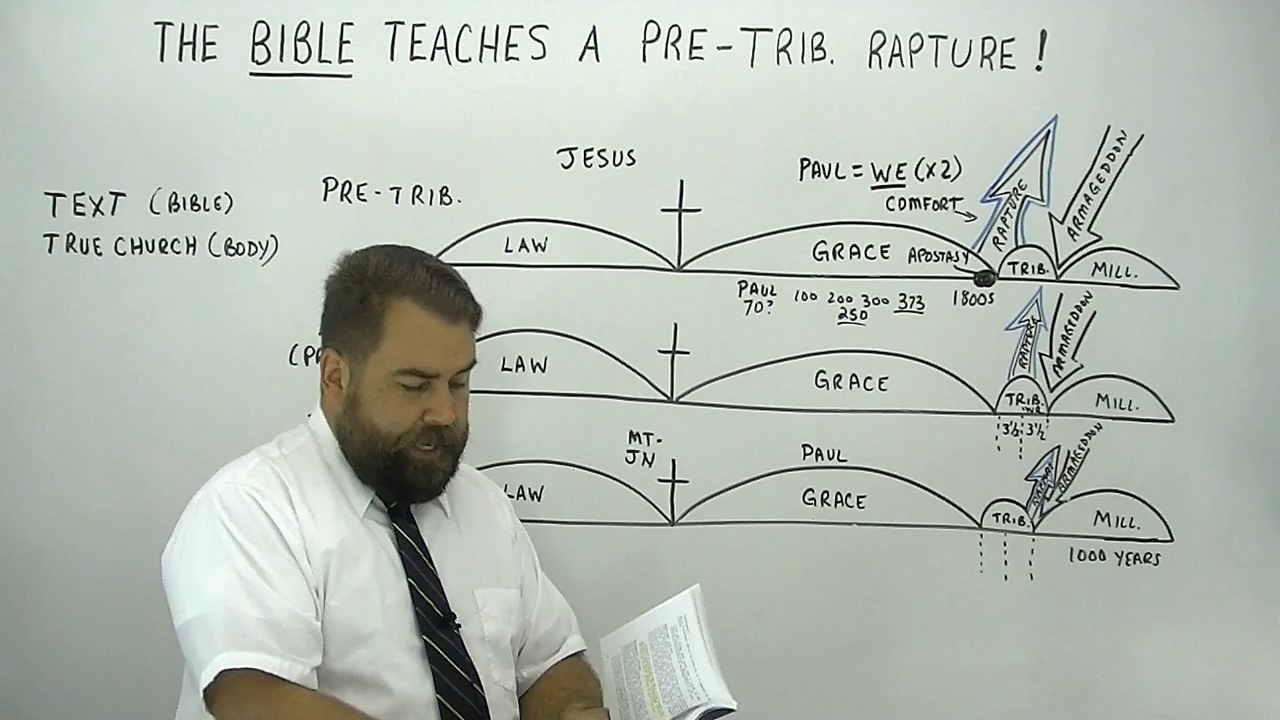 THE BIBLE TEACHES A PRE-TRIB. RAPTURE!
JESUS
PAUL = WE (X2)
COMFORT
TEXT (BIBLE)
TRUE CHURCH (BODY)
PRE-TRIB.
LAW
GRACE
APOSTASY
RAPTURE
TRIB.
ARMAGEDDON
MILL.
PAUL
70?
100 200 300 373
250
1800S
LAW
GRACE
RAPTURE
TRIB.
ARMAGEDDON
MILL.
3½ 3½
MT-
JN
PAUL
LAW
GRACE
TRIB.
ARMAGEDDON
MILL.
1000 YEARS